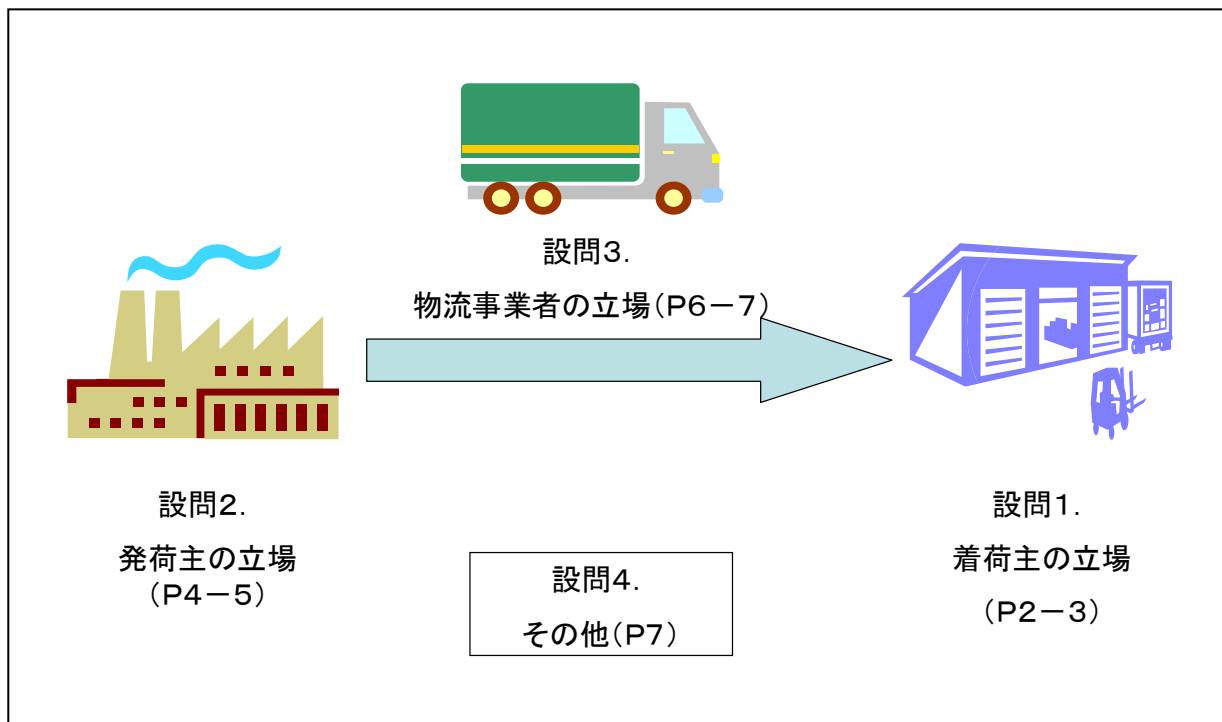 設問3.
物流事業者の立場(P6-7)
設問2.
発荷主の立場
(P4-5)
設問1.
着荷主の立場
(P2-3)
設問4.
その他(P7)